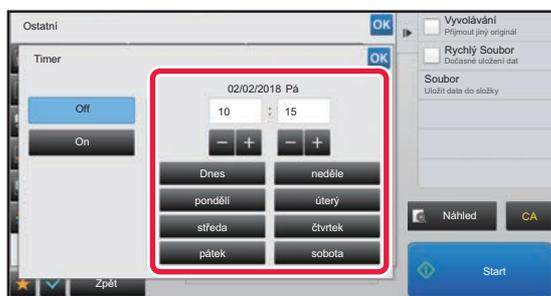 Ostatní
OK
Timer
OK
02/02/2018 Pá
10 : 15
Off
On
− + − +
Dnes neděle
pondělí úterý
středa čtvrtek
pátek sobota
Zpět
Vyvolávání
Přijmout jiný originál
Rychlý Soubor
Dočasné uložení dat
Soubor
Uložit data do složky
Náhled
CA
Start